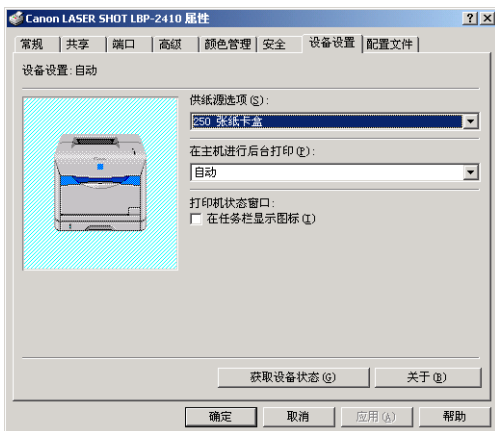 Canon LASER SHOT LBP-2410 属性
常规 共享 端口 高级 颜色管理 安全 设备设置 配置文件
设备设置:自动
供纸源选项(S):
250 张纸卡盒
在主机进行后台打印(P):
自动
打印机状态窗口:
在任务栏显示图标(I)
获取设备状态(G) 关于(B)
确定 取消 应用(A) 帮助